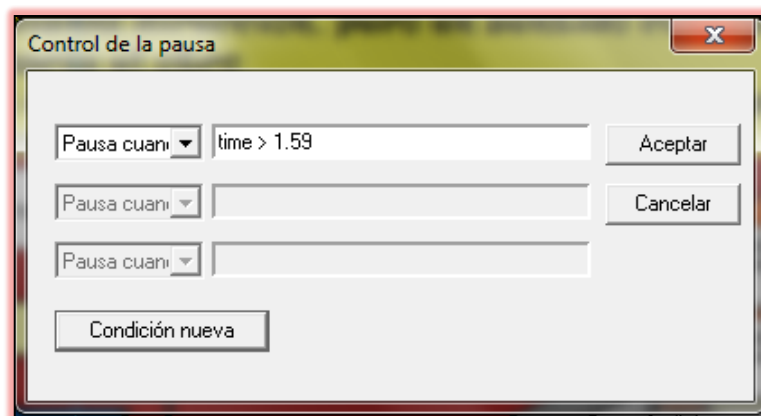 Control de la pausa
Pausa cuan time > 1.59 Aceptar
Pausa cuan Cancelar
Pausa cuan
Condición nueva